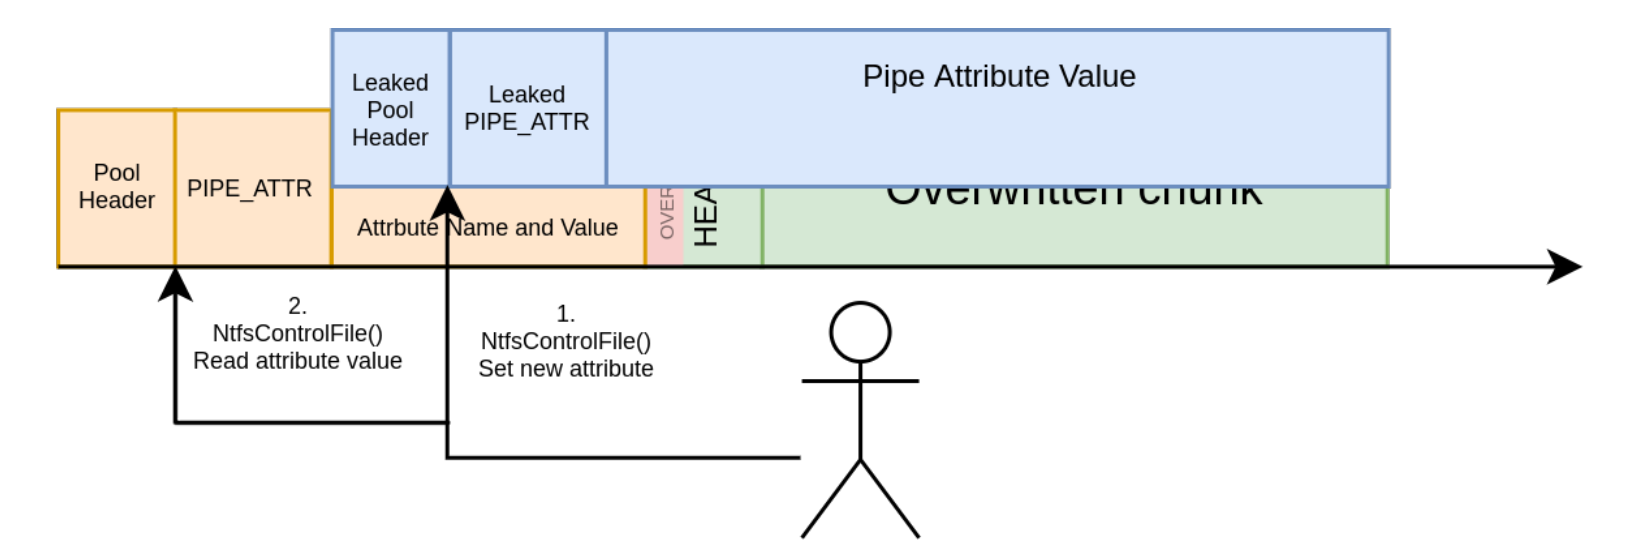 Leaked
Pool
Header
Leaked
PIPE_ATTR
Pipe Attribute Value
Pool
Header
PIPE_ATTR
Attrbute Name and Value
OVER
HEA
Overwritten chunk
2.
NtfsControlFile()
Read attribute value
1.
NtfsControlFile()
Set new attribute